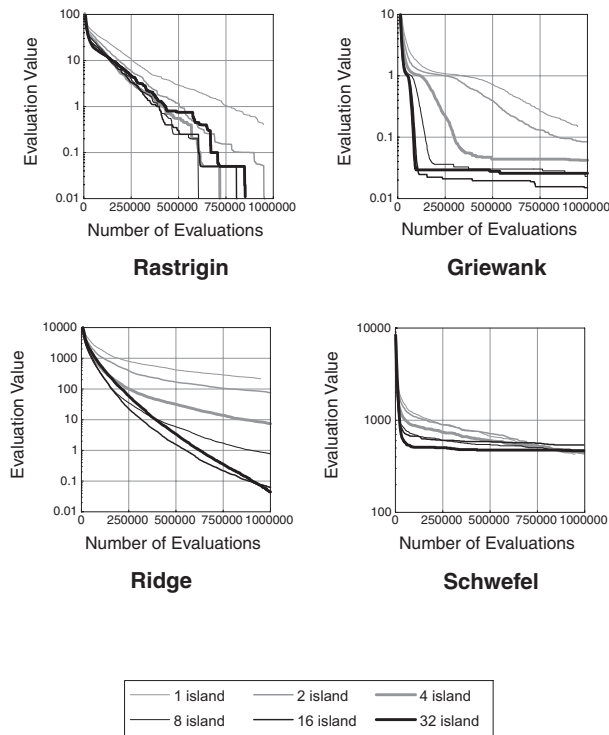 100
10
1
0.1
0.01
Evaluation Value
0 250000 500000 750000 1000000
Number of Evaluations
Rastrigin
10
1
0.1
0.01
Evaluation Value
0 250000 500000 750000 1000000
Number of Evaluations
Griewank
10000
1000
100
10
1
0.1
0.01
Evaluation Value
0 250000 500000 750000 1000000
Number of Evaluations
Ridge
10000
1000
100
Evaluation Value
0 250000 500000 750000 1000000
Number of Evaluations
Schwefel
1 island 2 island 4 island
8 island 16 island 32 island